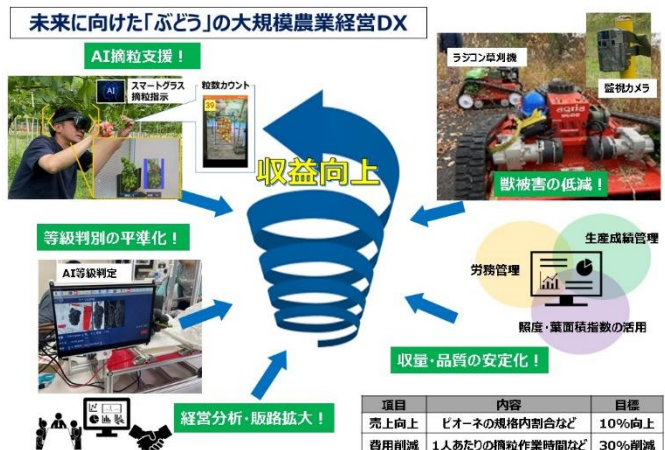 未来に向けた「ぶどう」の大規模農業経営DX
AI摘粒支援！
AI
スマートグラス
摘粒指示
粒数カウント
39
ラジコン草刈機
監視カメラ
agria
収益向上
獣被害の低減！
等級判別の平準化！
AI等級判定
生産成績管理
労務管理
照度・葉面積指数の活用
収量・品質の安定化！
経営分析・販路拡大！
項目 内容 目標
売上向上 ピオーネの規格内割合など 10%向上
費用削減 1人あたりの摘粒作業時間など 30%削減